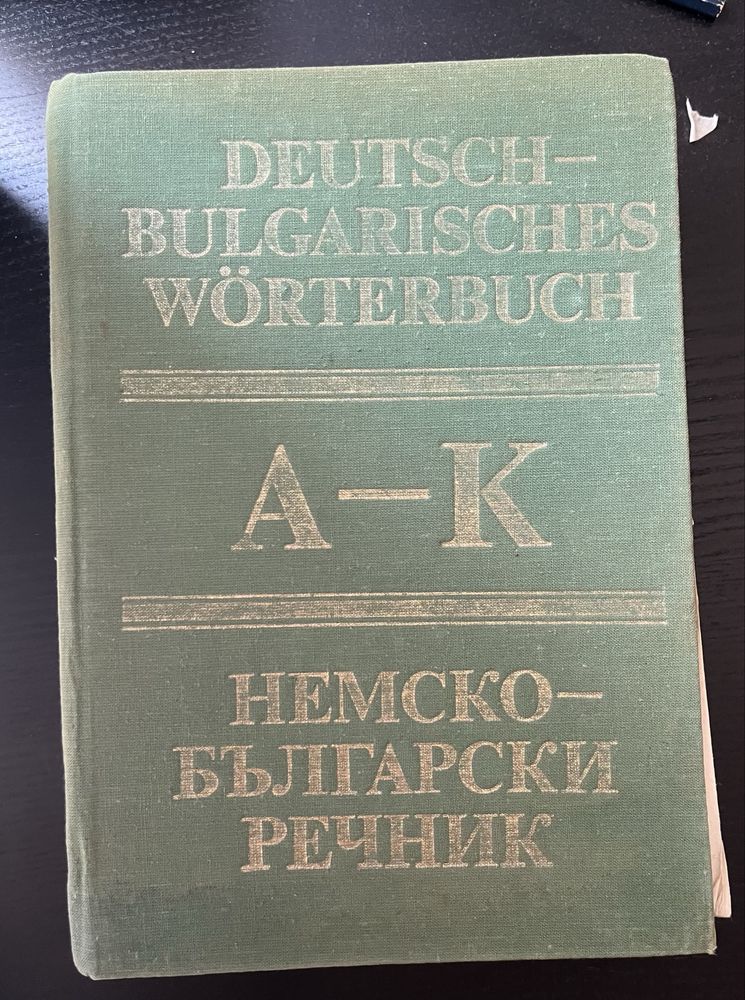 DEUTSCH—
BULGARISCHES
WÖRTERBUCH
A—K
НЕМСКО—
БЪЛГАРСКИ
РЕЧНИК